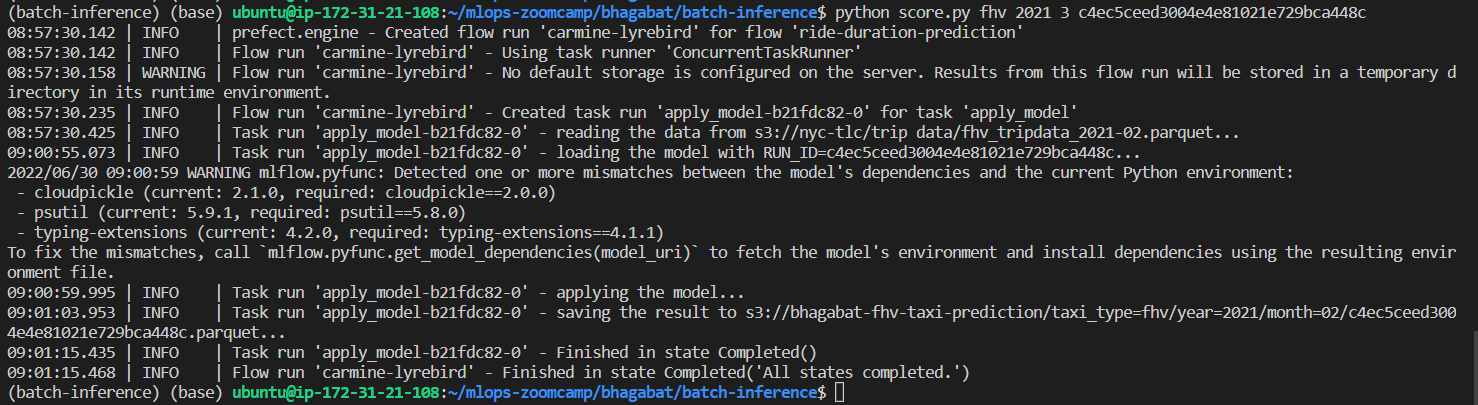 (batch-inference) (base) ubuntu@ip-172-31-21-108:~/mlops-zoomcamp/bhagabat/batch-inference$ python score.py fhv 2021 3 c4ec5ceed3004e4e81021e729bca448c
08:57:30.142 | INFO    | prefect.engine - Created flow run 'carmine-lyrebird' for flow 'ride-duration-prediction'
08:57:30.142 | INFO    | Flow run 'carmine-lyrebird' - Using task runner 'ConcurrentTaskRunner'
08:57:30.158 | WARNING | Flow run 'carmine-lyrebird' - No default storage is configured on the server. Results from this flow run will be stored in a temporary d
irectory in its runtime environment.
08:57:30.235 | INFO    | Flow run 'carmine-lyrebird' - Created task run 'apply_model-b21fdc82-0' for task 'apply_model'
08:57:30.425 | INFO    | Task run 'apply_model-b21fdc82-0' - reading the data from s3://nyc-tlc/trip data/fhv_tripdata_2021-02.parquet...
09:00:55.073 | INFO    | Task run 'apply_model-b21fdc82-0' - loading the model with RUN_ID=c4ec5ceed3004e4e81021e729bca448c...
2022/06/30 09:00:59 WARNING mlflow.pyfunc: Detected one or more mismatches between the model's dependencies and the current Python environment:
 - cloudpickle (current: 2.1.0, required: cloudpickle==2.0.0)
 - psutil (current: 5.9.1, required: psutil==5.8.0)
 - typing-extensions (current: 4.2.0, required: typing-extensions==4.1.1)
To fix the mismatches, call `mlflow.pyfunc.get_model_dependencies(model_uri)` to fetch the model's environment and install dependencies using the resulting envir
onment file.
09:00:59.995 | INFO    | Task run 'apply_model-b21fdc82-0' - applying the model...
09:01:03.953 | INFO    | Task run 'apply_model-b21fdc82-0' - saving the result to s3://bhagabat-fhv-taxi-prediction/taxi_type=fhv/year=2021/month=02/c4ec5ceed300
4e4e81021e729bca448c.parquet...
09:01:15.435 | INFO    | Task run 'apply_model-b21fdc82-0' - Finished in state Completed()
09:01:15.468 | INFO    | Flow run 'carmine-lyrebird' - Finished in state Completed('All states completed.')
(batch-inference) (base) ubuntu@ip-172-31-21-108:~/mlops-zoomcamp/bhagabat/batch-inference$